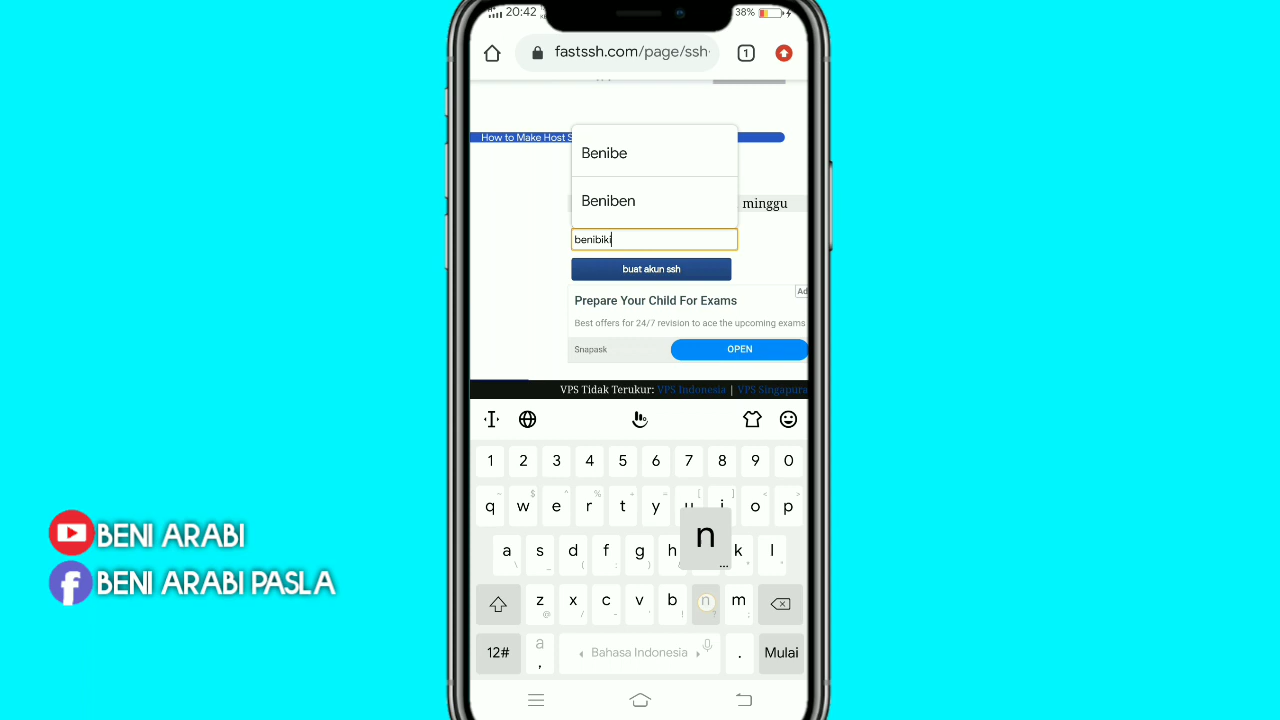 20:42
38%
fastssh.com/page/ssh-
1
How to Make Host S
Benibe
Beniben
minggu
benibiki
buat akun ssh
Ad
Prepare Your Child For Exams
Best offers for 24/7 revision to ace the upcoming exams
Snapask
OPEN
VPS Tidak Terukur: VPS Indonesia | VPS Singapura
1 2 3 4 5 6 7 8 9 0
q w e r t y u i o p
n
a s d f g h k l
z x c v b n m
12# a , Bahasa Indonesia . Mulai
BENI ARABI
BENI ARABI PASLA